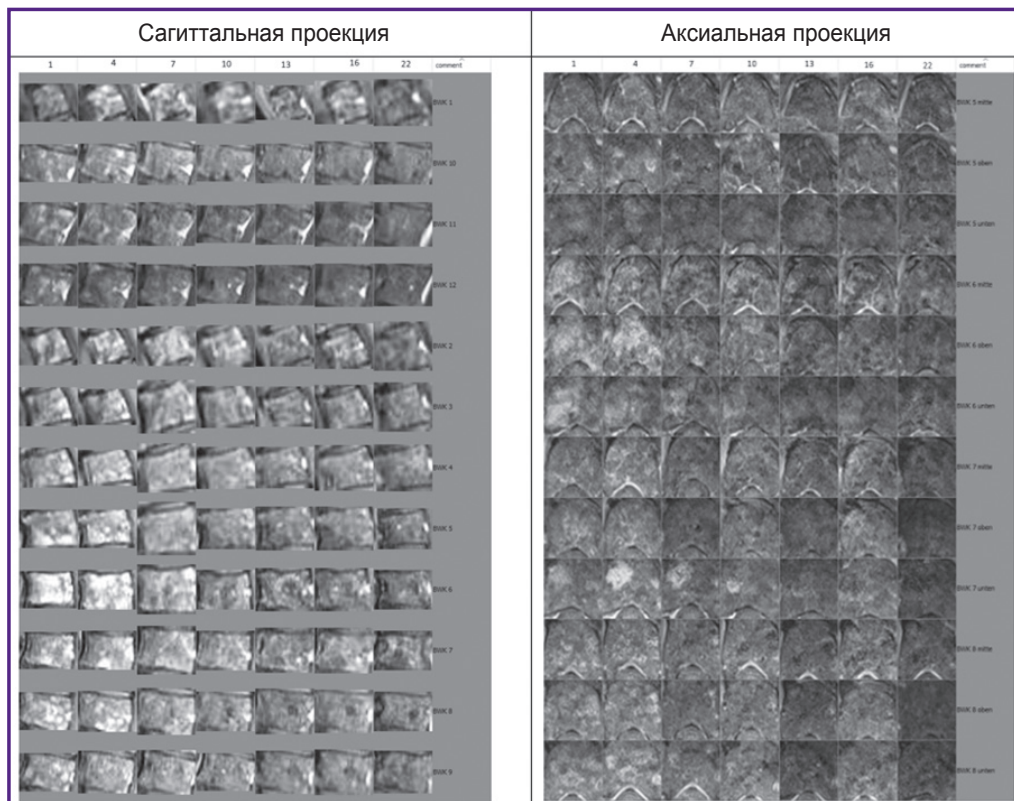 Сагиттальная проекция
1 4 7 10 13 16 22 comment
BWK 1
BWK 10
BWK 11
BWK 12
BWK 2
BWK 3
BWK 4
BWK 5
BWK 6
BWK 7
BWK 8
BWK 9
Аксиальная проекция
1 4 7 10 13 16 22 comment
BWK 5 mitte
BWK 5 oben
BWK 5 unten
BWK 6 mitte
BWK 6 oben
BWK 6 unten
BWK 7 mitte
BWK 7 oben
BWK 7 unten
BWK 8 mitte
BWK 8 oben
BWK 8 unten